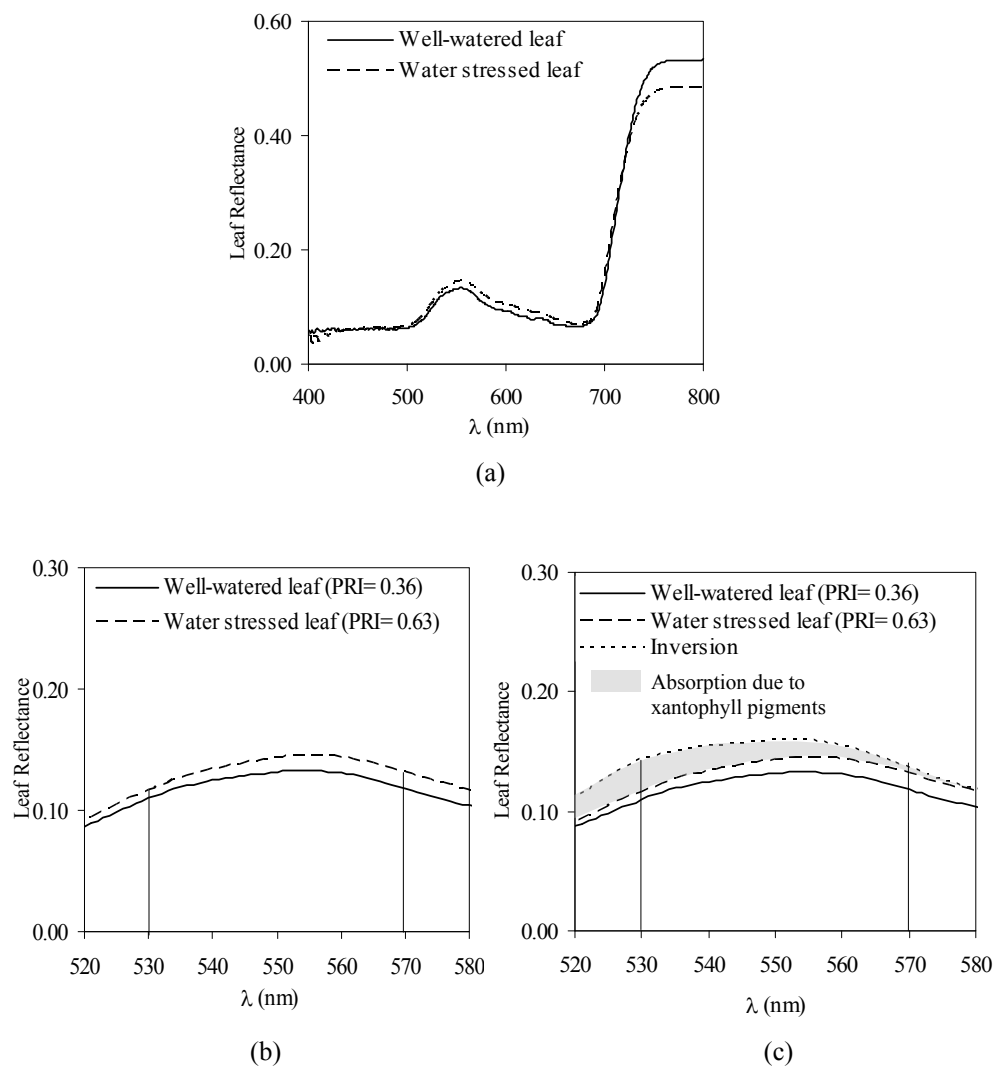 0.60
Well-watered leaf
Water stressed leaf
0.40
Leaf Reflectance
0.20
0.00
400 500 600 700 800
λ (nm)
(a)
0.30
Well-watered leaf (PRI= 0.36)
Water stressed leaf (PRI= 0.63)
0.20
Leaf Reflectance
0.10
0.00
520 530 540 550 560 570 580
λ (nm)
(b)
0.30
Well-watered leaf (PRI= 0.36)
Water stressed leaf (PRI= 0.63)
Inversion
Absorption due to
xantophyll pigments
0.20
Leaf Reflectance
0.10
0.00
520 530 540 550 560 570 580
λ (nm)
(c)